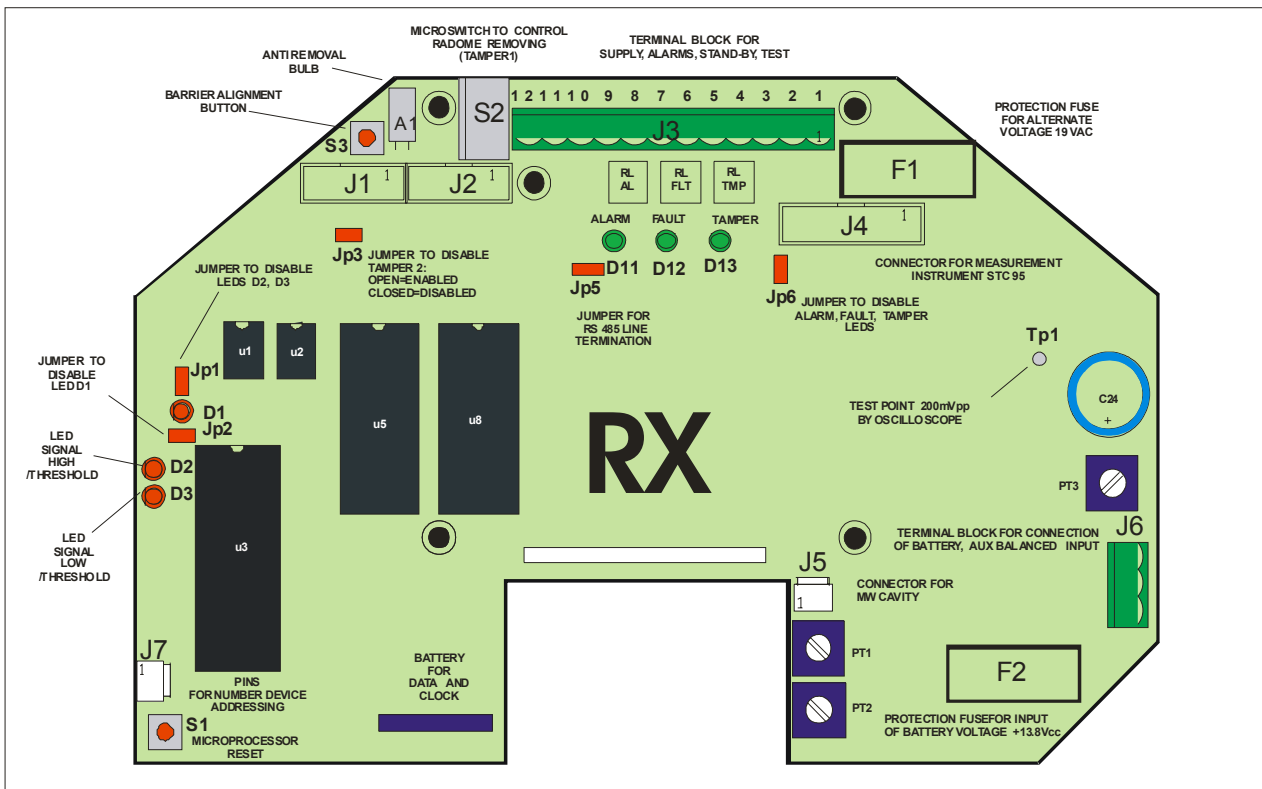 MICROSWITCH TO CONTROL
RADOME REMOVING
(TAMPER1)
TERMINAL BLOCK FOR
SUPPLY, ALARMS, STAND-BY, TEST
ANTIREMOVAL
BULB
BARRIER ALIGNMENT
BUTTON
PROTECTION FUSE
FOR ALTERNATE
VOLTAGE 19 VAC
12 11 10 9 8 7 6 5 4 3 2 1
S3
A1
S2
J3
1
F1
J1 1
J2 1
RL
AL
RL
FLT
RL
TMP
J4 1
ALARM
FAULT
TAMPER
D11
D12
D13
Jp3
JUMPER TO DISABLE
TAMPER 2:
OPEN=ENABLED
CLOSED=DISABLED
JUMPER TO DISABLE
LEDS D2, D3
Jp5
JUMPER FOR
RS 485 LINE
TERMINATION
CONNECTOR FOR MEASUREMENT
INSTRUMENT STC 95
Jp6
JUMPER TO DISABLE
ALARM, FAULT, TAMPER
LEDS
Tp1
u1
u2
JUMPER TO
DISABLE
LED D1
Jp1
D1
Jp2
u5
u8
RX
TEST POINT 200mVpp
BY OSCILLOSCOPE
C24
+
LED
SIGNAL
HIGH
/THRESHOLD
D2
D3
PT3
LED
SIGNAL
LOW
/THRESHOLD
u3
TERMINAL BLOCK FOR CONNECTION
OF BATTERY, AUX BALANCED INPUT
J6
J5
1
CONNECTOR FOR
MW CAVITY
J7
1
PINS
FOR NUMBER DEVICE
ADDRESSING
BATTERY
FOR
DATA AND
CLOCK
PT1
F2
PT2
S1
MICROPROCESSOR
RESET
PROTECTION FUSEFOR INPUT
OF BATTERY VOLTAGE +13.8Vcc